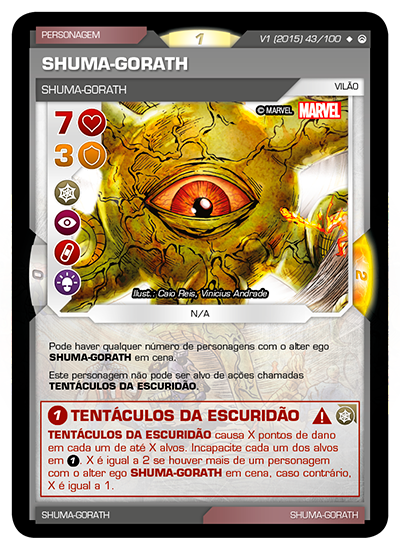 PERSONAGEM
1
V1 (2015) 43/100
SHUMA-GORATH
SHUMA-GORATH
VILÃO
7
© MARVEL MARVEL
3
0
2
Ilust.: Caio Reis, Vinicius Andrade
N/A
Pode haver qualquer número de personagens com o alter ego
SHUMA-GORATH em cena.
Este personagem não pode ser alvo de ações chamadas
TENTÁCULOS DA ESCURIDÃO.
1 TENTÁCULOS DA ESCURIDÃO
TENTÁCULOS DA ESCURIDÃO causa X pontos de dano
em cada um de até X alvos. Incapacite cada um dos alvos
em 1. X é igual a 2 se houver mais de um personagem
com o alter ego SHUMA-GORATH em cena, caso contrário,
X é igual a 1.
SHUMA-GORATH
SHUMA-GORATH